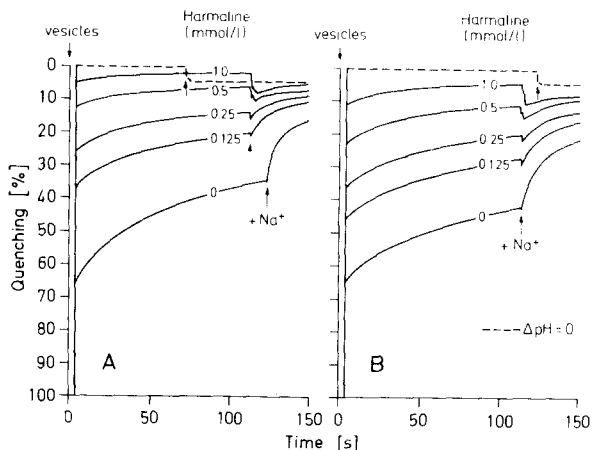 vesicles
Harmaline
(mmol/l)
vesicles
Harmaline
(mmol/l)
Quenching [%]
0
10
20
30
40
50
60
70
80
90
100
1.0
0.5
0.25
0.125
0
+ Na⁺
A
0
50
100
150
1.0
0.5
0.25
0.125
0
+ Na⁺
---- ΔpH = 0
B
0
50
100
150
Time [s]